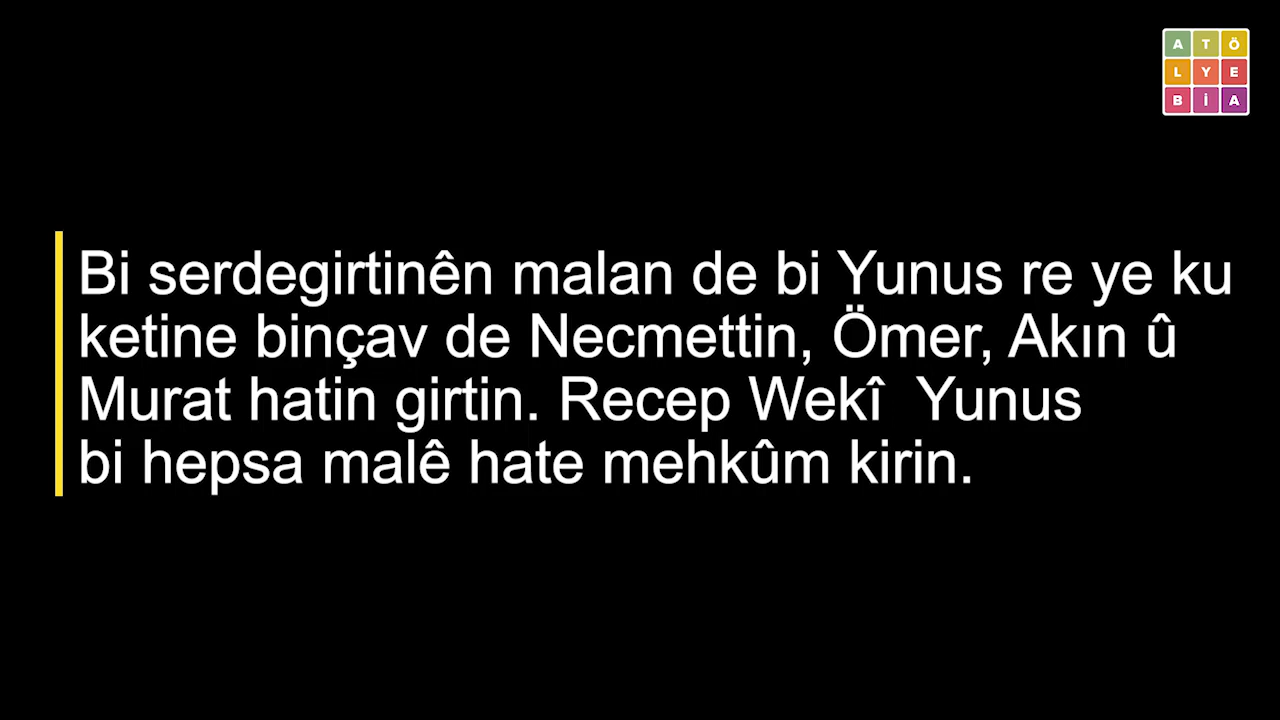 A T Ö
L Y E
B İ A
Bi serdegirtinên malan de bi Yunus re ye ku
ketine binçav de Necmettin, Ömer, Akın û
Murat hatin girtin. Recep Wekî  Yunus
bi hepsa malê hate mehkûm kirin.